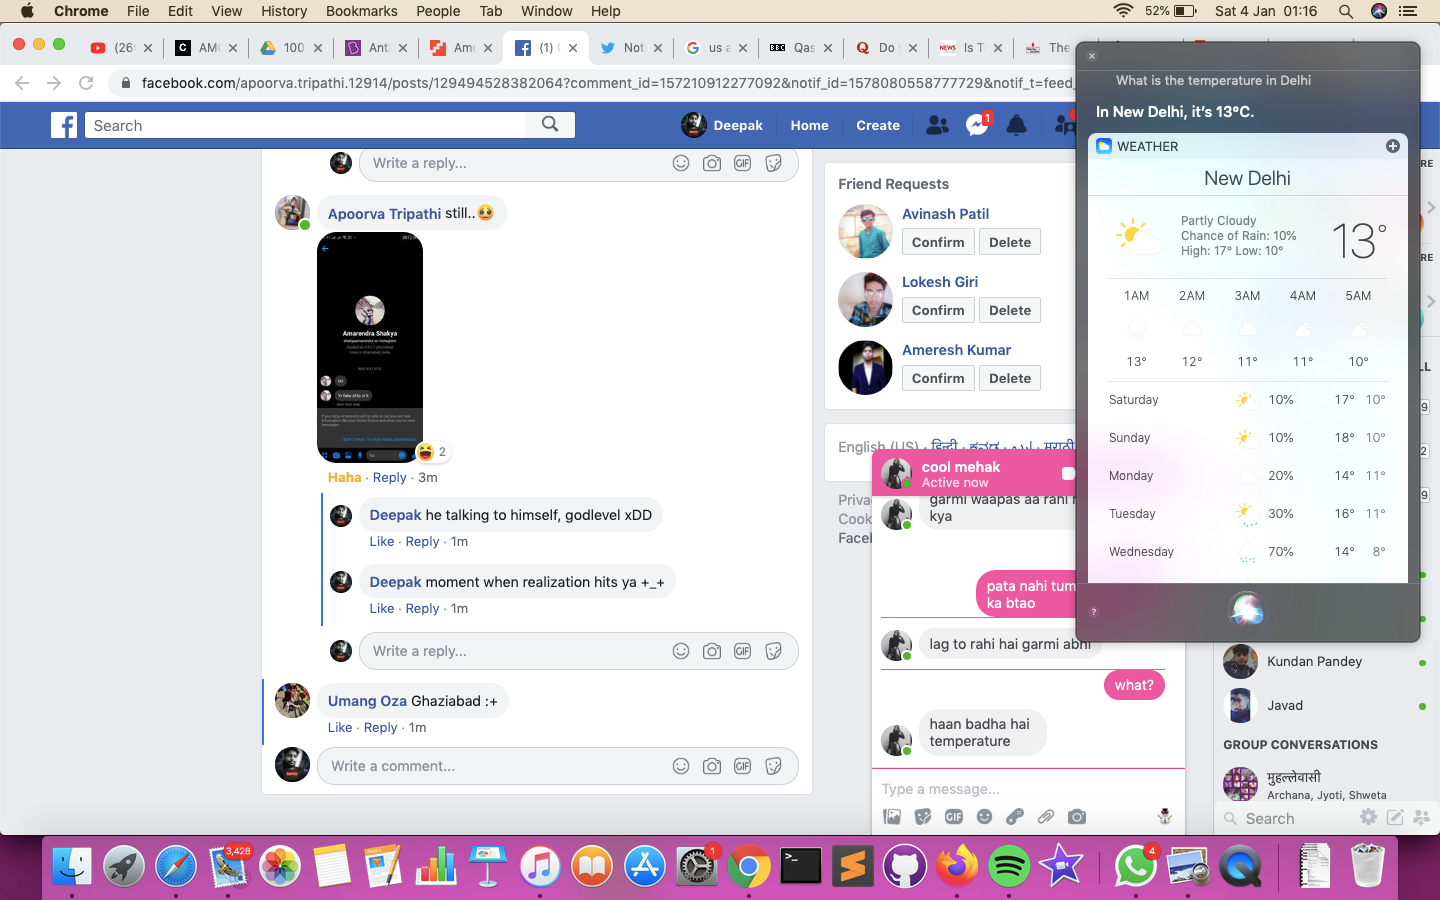 Chrome File Edit View History Bookmarks People Tab Window Help
52% Sat 4 Jan 01:16
(26 AM 100 Anti Am (1) Noti us a Qas Do Is T The
facebook.com/apoorva.tripathi.12914/posts/129494528382064?comment_id=157210912277092&notif_id=1578080558777729&notif_t=feed_
Search
Deepak Home Create
1
Write a reply...
Apoorva Tripathi still..🥺
Amarendra Shakya
2
Haha · Reply · 3m
Deepak he talking to himself, godlevel xDD
Like · Reply · 1m
Deepak moment when realization hits ya +_+
Like · Reply · 1m
Write a reply...
Umang Oza Ghaziabad :+
Like · Reply · 1m
Write a comment...
Friend Requests
Avinash Patil
Confirm Delete
Lokesh Giri
Confirm Delete
Ameresh Kumar
Confirm Delete
English (US) · हिन्दी · ಕನ್ನಡ · اردو · मराठी
Priva
Cook
Faceb
cool mehak
Active now
garmi waapas aa rahi
kya
pata nahi tum
ka btao
lag to rahi hai garmi abhi
what?
haan badha hai
temperature
Type a message...
GIF
What is the temperature in Delhi
In New Delhi, it's 13°C.
WEATHER
New Delhi
Partly Cloudy
Chance of Rain: 10%
High: 17° Low: 10°
13°
1AM 2AM 3AM 4AM 5AM
13° 12° 11° 11° 10°
Saturday 10% 17° 10°
Sunday 10% 18° 10°
Monday 20% 14° 11°
Tuesday 30% 16° 11°
Wednesday 70% 14° 8°
?
Kundan Pandey
Javad
GROUP CONVERSATIONS
मुहल्लेवासी
Archana, Jyoti, Shweta
Search
3,428
1
4